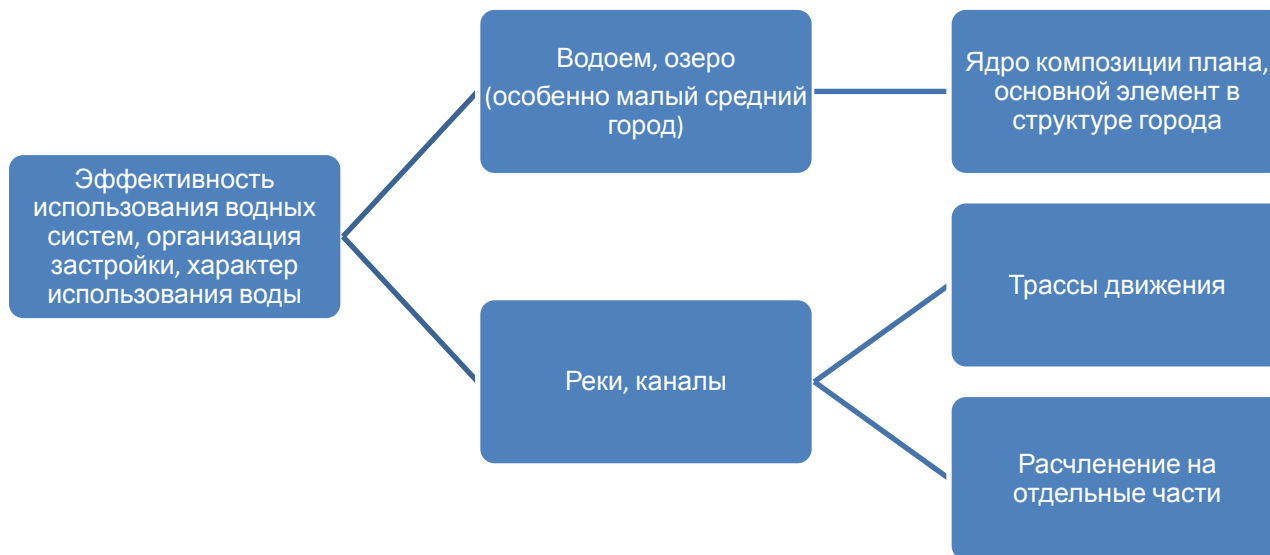 Эффективность
использования водных
систем, организация
застройки, характер
использования воды
Водоем, озеро
(особенно малый средний
город)
Ядро композиции плана,
основной элемент в
структуре города
Реки, каналы
Трассы движения
Расчленение на
отдельные части